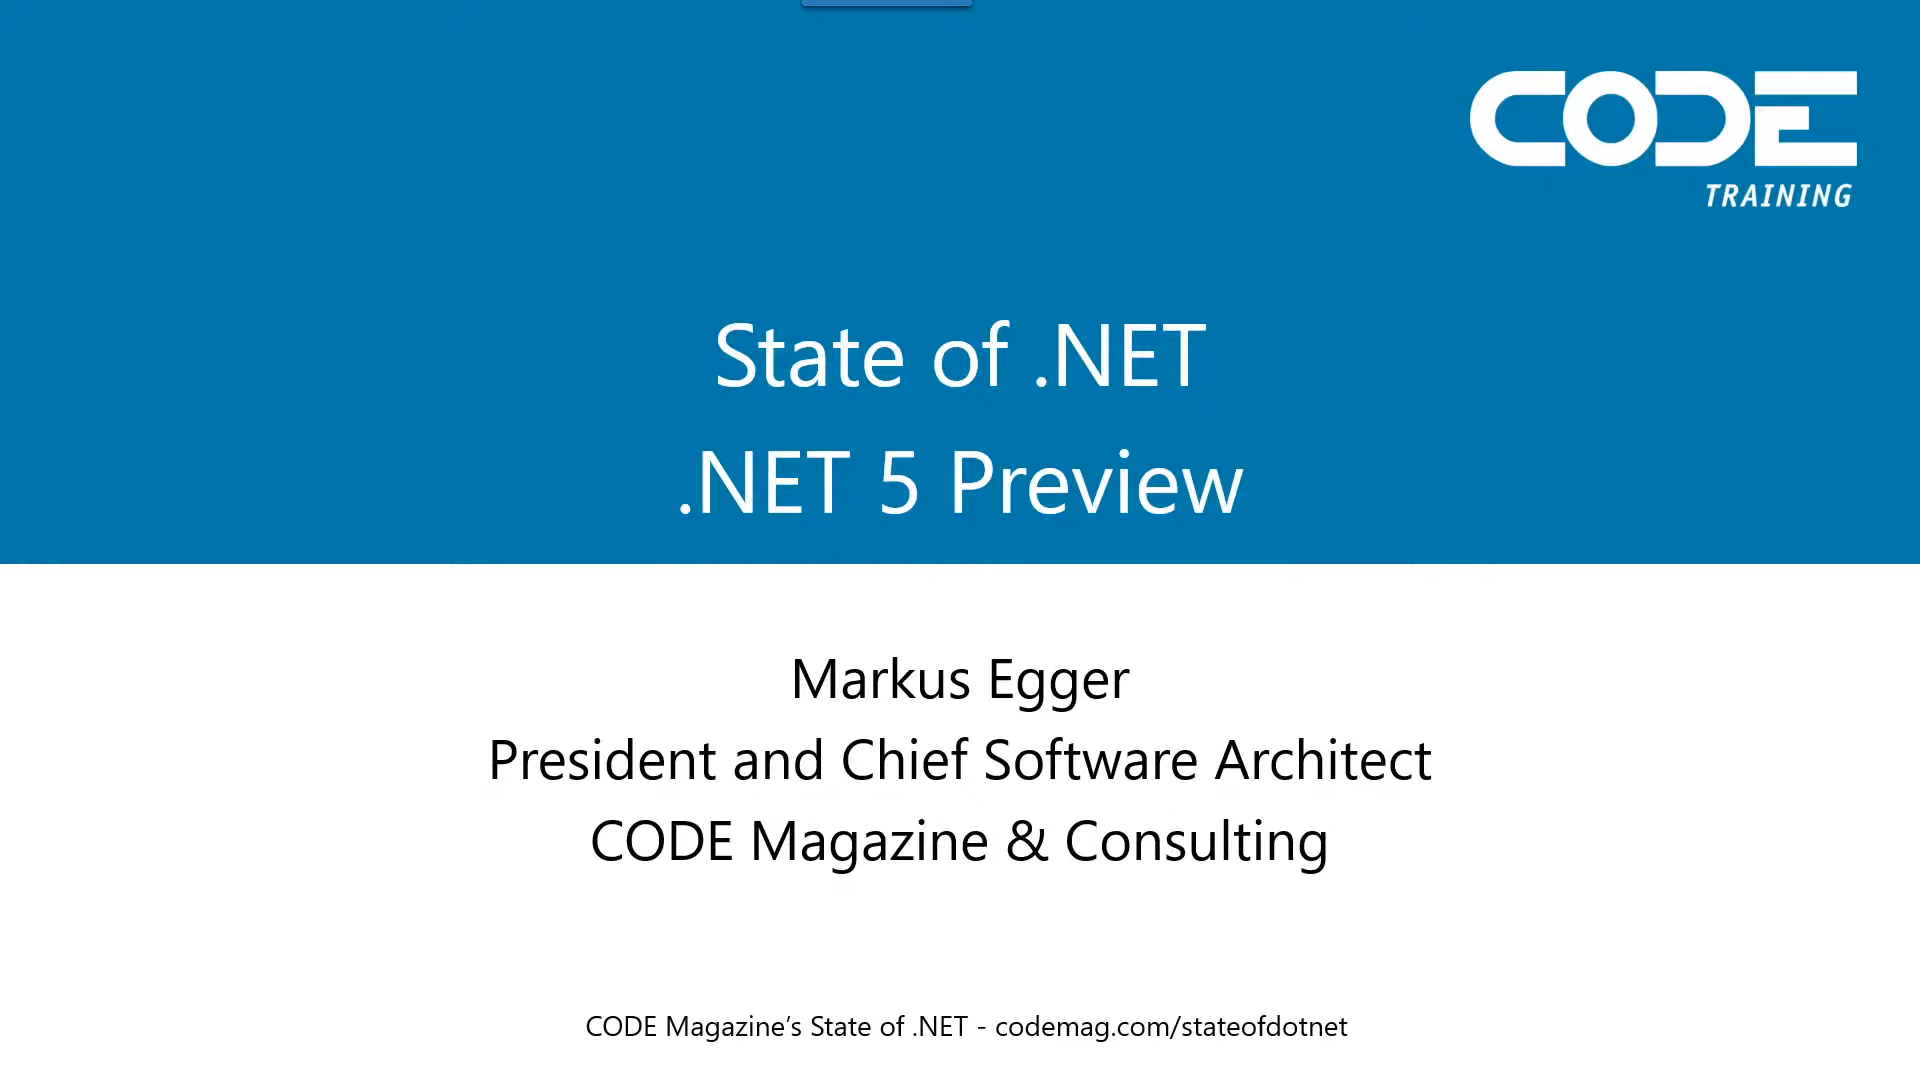 CODE
TRAINING
State of .NET
.NET 5 Preview
Markus Egger
President and Chief Software Architect
CODE Magazine & Consulting
CODE Magazine’s State of .NET - codemag.com/stateofdotnet